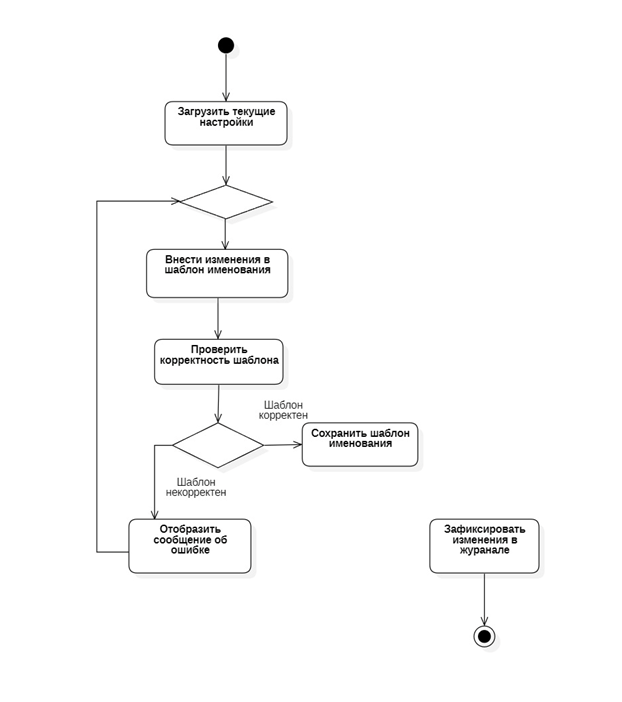 Загрузить текущие
настройки
Внести изменения в
шаблон именования
Проверить
корректность шаблона
Шаблон
корректен
Сохранить шаблон
именования
Шаблон
некорректен
Отобразить
сообщение об
ошибке
Зафиксировать
изменения в
журанале